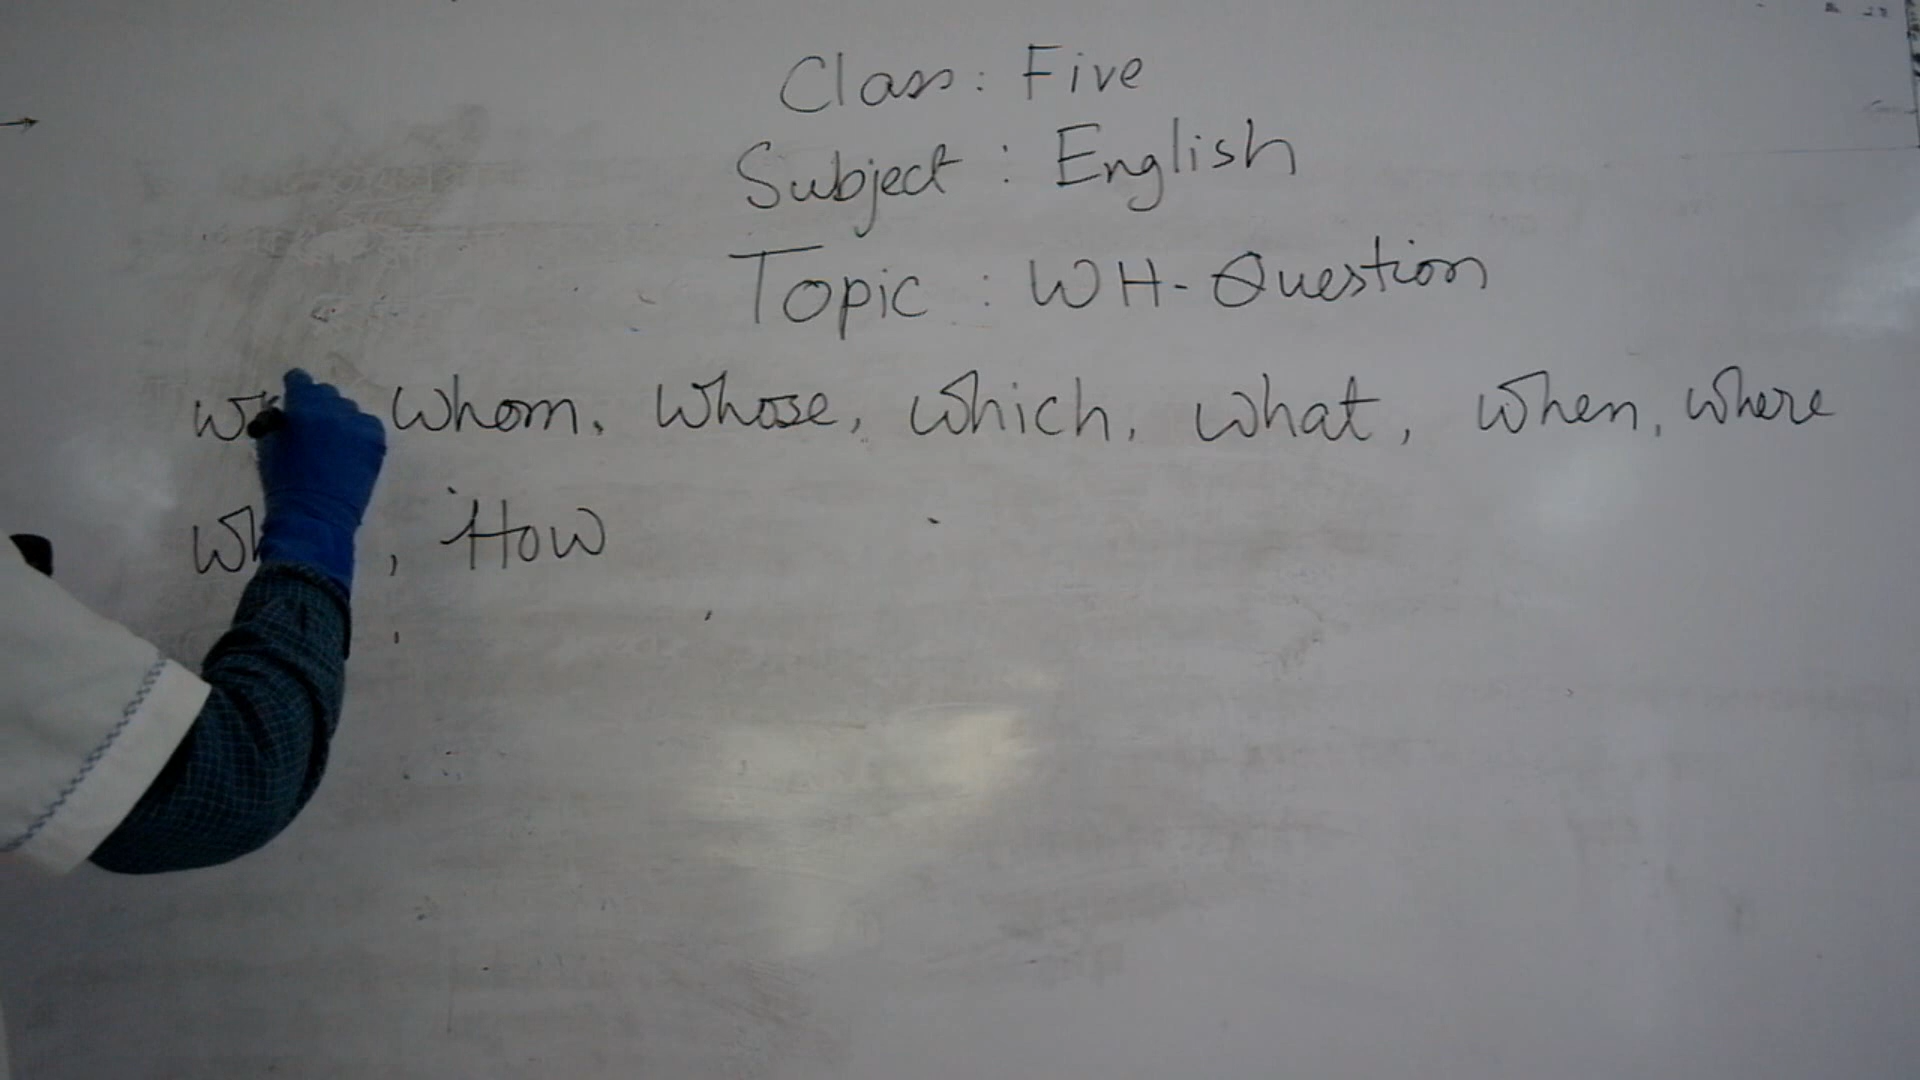 Class: Five
Subject : English
Topic : WH-Question
Whom, Whose, Which, What, When, Where
, How